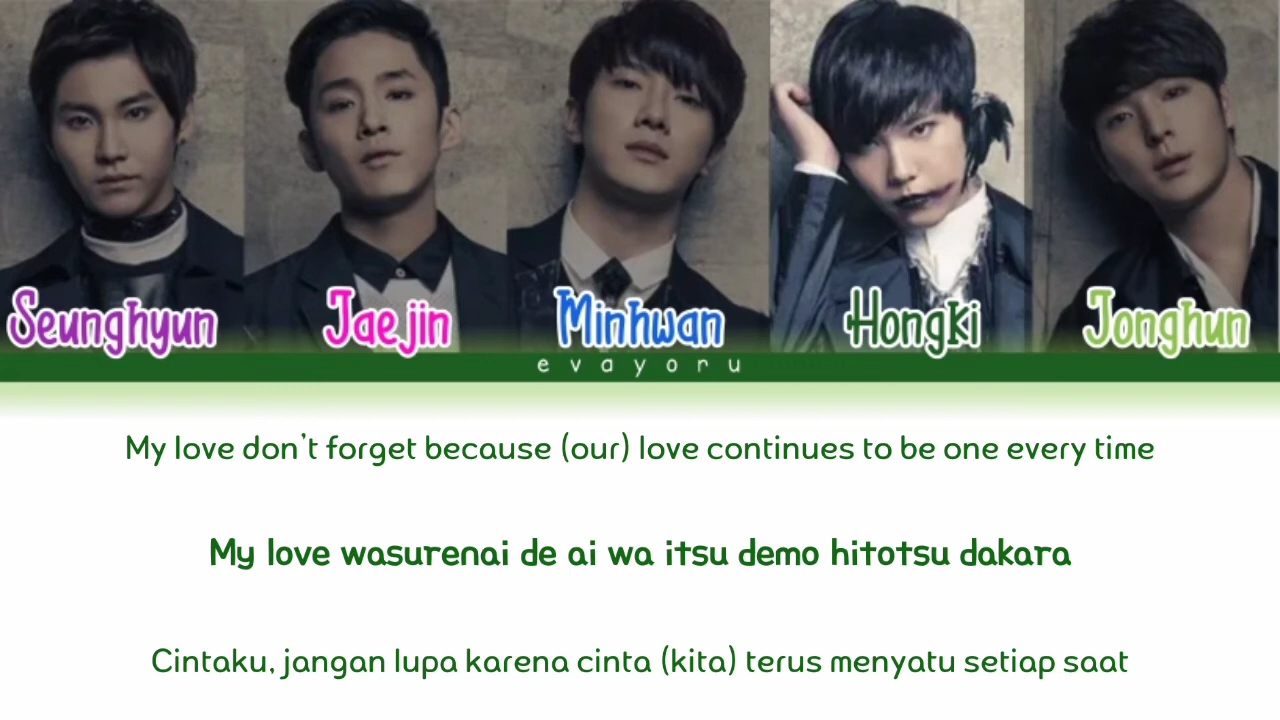 Seunghyun Jaejin Minhwan Hongki Jonghun
evayoru
My love don't forget because (our) love continues to be one every time
My love wasurenai de ai wa itsu demo hitotsu dakara
Cintaku, jangan lupa karena cinta (kita) terus menyatu setiap saat